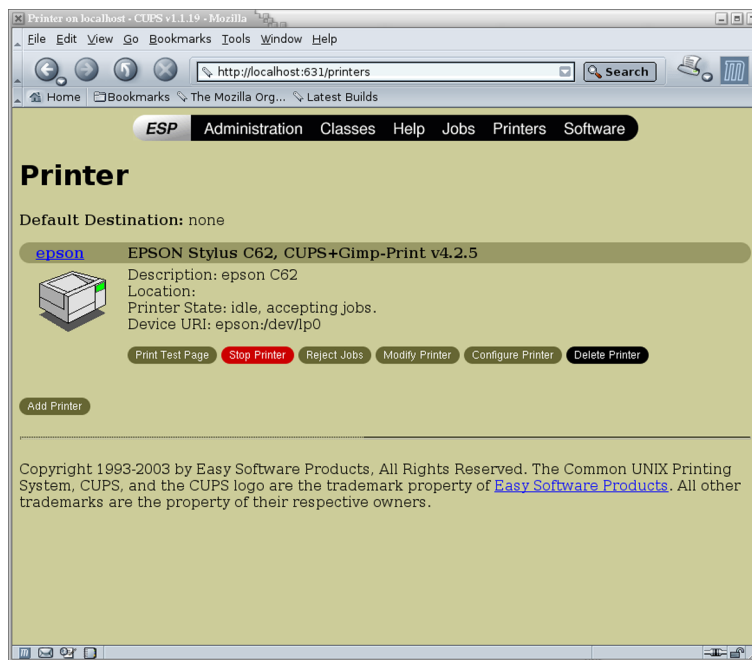 Printer on localhost - CUPS v1.1.19 - Mozilla
File Edit View Go Bookmarks Tools Window Help
http://localhost:631/printers Search
Home Bookmarks The Mozilla Org... Latest Builds
ESP Administration Classes Help Jobs Printers Software
Printer
Default Destination: none
epson EPSON Stylus C62, CUPS+Gimp-Print v4.2.5
Description: epson C62
Location:
Printer State: idle, accepting jobs.
Device URI: epson:/dev/lp0
Print Test Page Stop Printer Reject Jobs Modify Printer Configure Printer Delete Printer
Add Printer
Copyright 1993-2003 by Easy Software Products, All Rights Reserved. The Common UNIX Printing
System, CUPS, and the CUPS logo are the trademark property of Easy Software Products. All other
trademarks are the property of their respective owners.